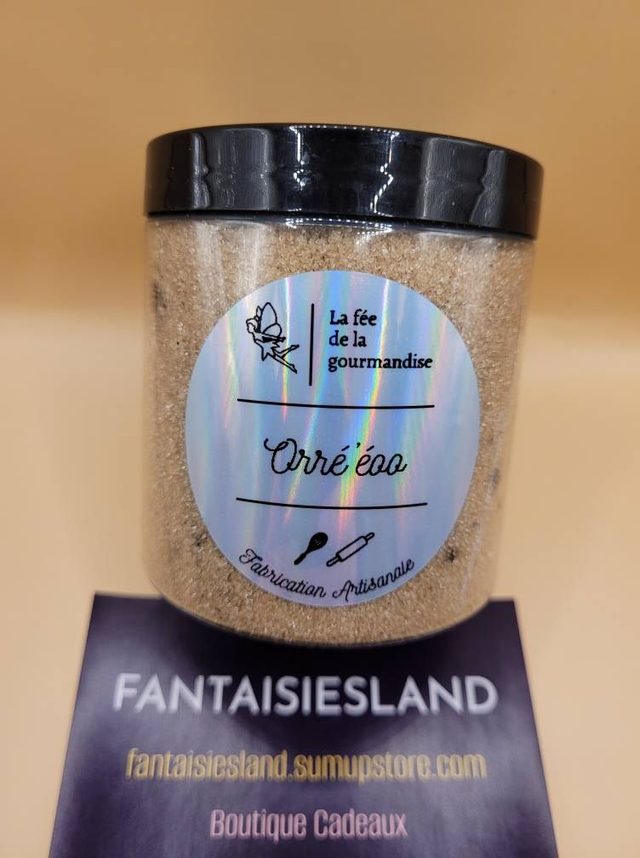 La fée
de la
gourmandise
Orré'éoo
Fabrication Artisanale
FANTAISIESLAND
fantaisiesland.sumupstore.com
Boutique Cadeaux